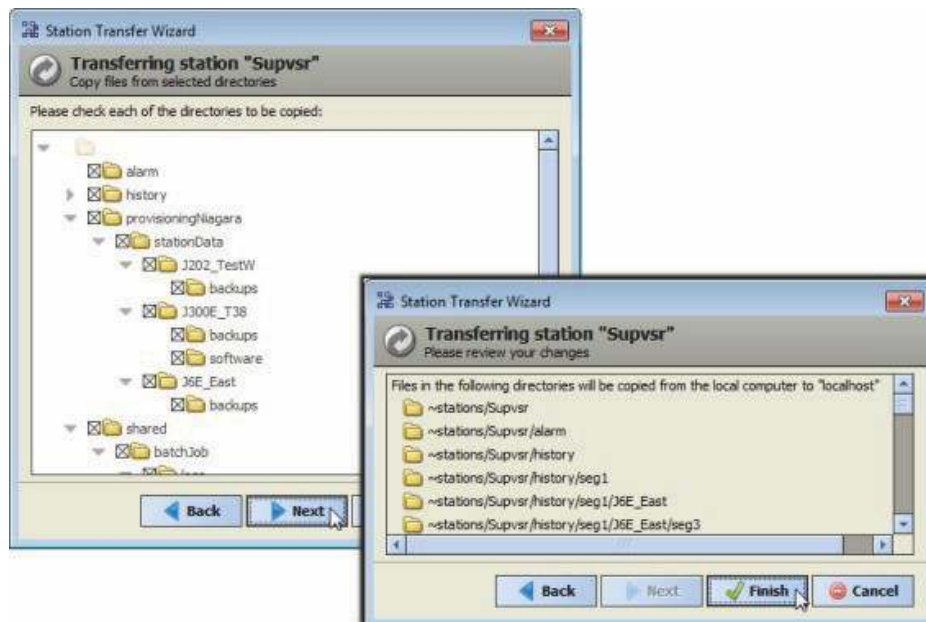 Station Transfer Wizard
Transferring station "Supvsr"
Copy files from selected directories
Please check each of the directories to be copied:
alarm
history
provisioningNiagara
stationData
J202_TestW
backups
J300E_T38
backups
software
J6E_East
backups
shared
batchJob
Back
Next
Station Transfer Wizard
Transferring station "Supvsr"
Please review your changes
Files in the following directories will be copied from the local computer to "localhost"
~stations/Supvsr
~stations/Supvsr/alarm
~stations/Supvsr/history
~stations/Supvsr/history/seg1
~stations/Supvsr/history/seg1/J6E_East
~stations/Supvsr/history/seg1/J6E_East/seg3
Back
Next
Finish
Cancel